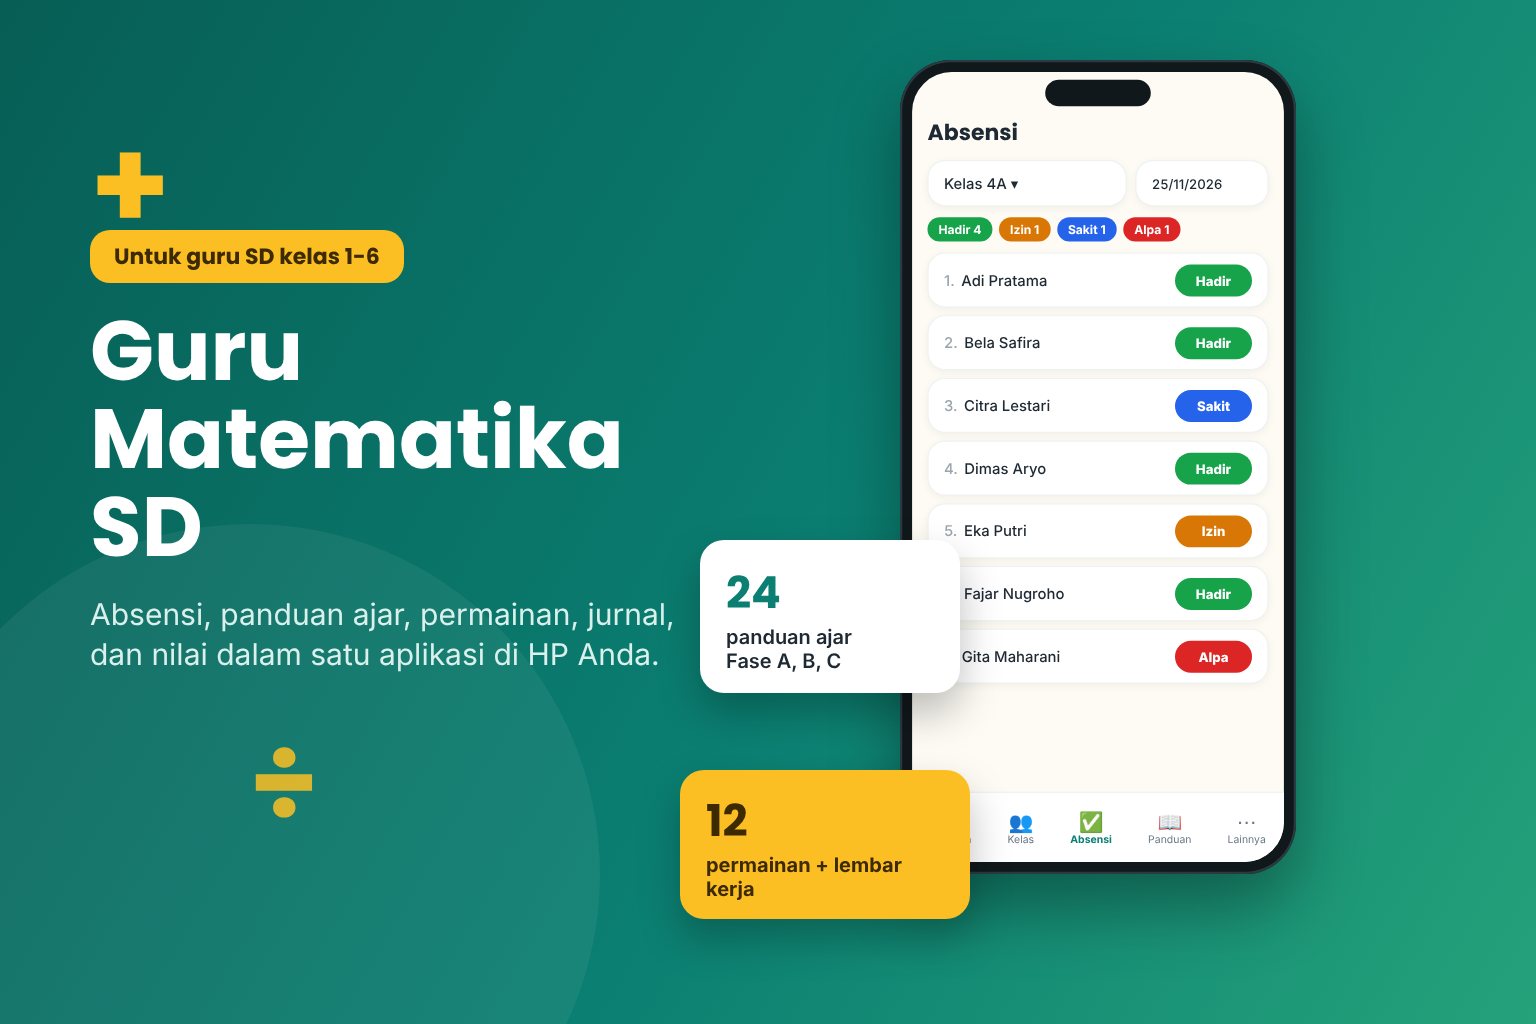 Untuk guru SD kelas 1-6
Guru
Matematika
SD
Absensi, panduan ajar, permainan, jurnal,
dan nilai dalam satu aplikasi di HP Anda.
24
panduan ajar
Fase A, B, C
12
permainan + lembar
kerja
Absensi
Kelas 4A ▾
25/11/2026
Hadir 4
Izin 1
Sakit 1
Alpa 1
1. Adi Pratama
Hadir
2. Bela Safira
Hadir
3. Citra Lestari
Sakit
4. Dimas Aryo
Hadir
5. Eka Putri
Izin
Fajar Nugroho
Hadir
Gita Maharani
Alpa
Kelas
Absensi
Panduan
Lainnya